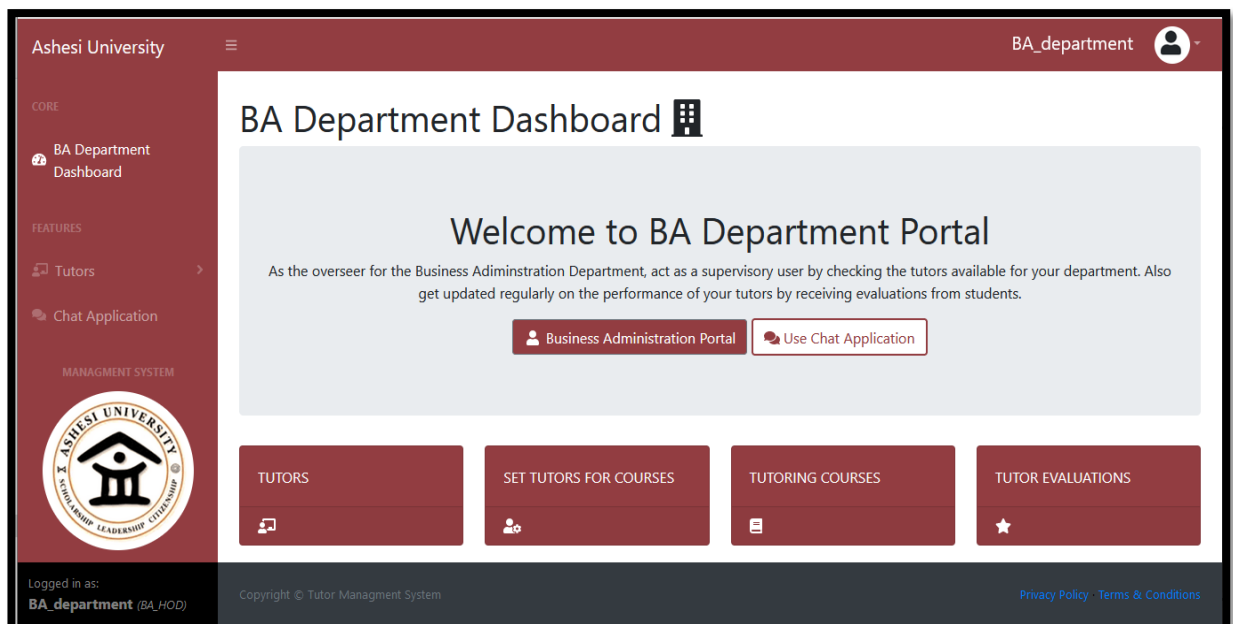 Ashesi University
BA_department
CORE
BA Department
Dashboard
FEATURES
Tutors
Chat Application
MANAGMENT SYSTEM
ASHESI UNIVERSITY
SCHOLARSHIP LEADERSHIP CITIZENSHIP
Logged in as:
BA_department (BA_HOD)
BA Department Dashboard
Welcome to BA Department Portal
As the overseer for the Business Adiminstration Department, act as a supervisory user by checking the tutors available for your department. Also
get updated regularly on the performance of your tutors by receiving evaluations from students.
Business Administration Portal
Use Chat Application
TUTORS
SET TUTORS FOR COURSES
TUTORING COURSES
TUTOR EVALUATIONS
Copyright © Tutor Managment System
Privacy Policy · Terms & Conditions